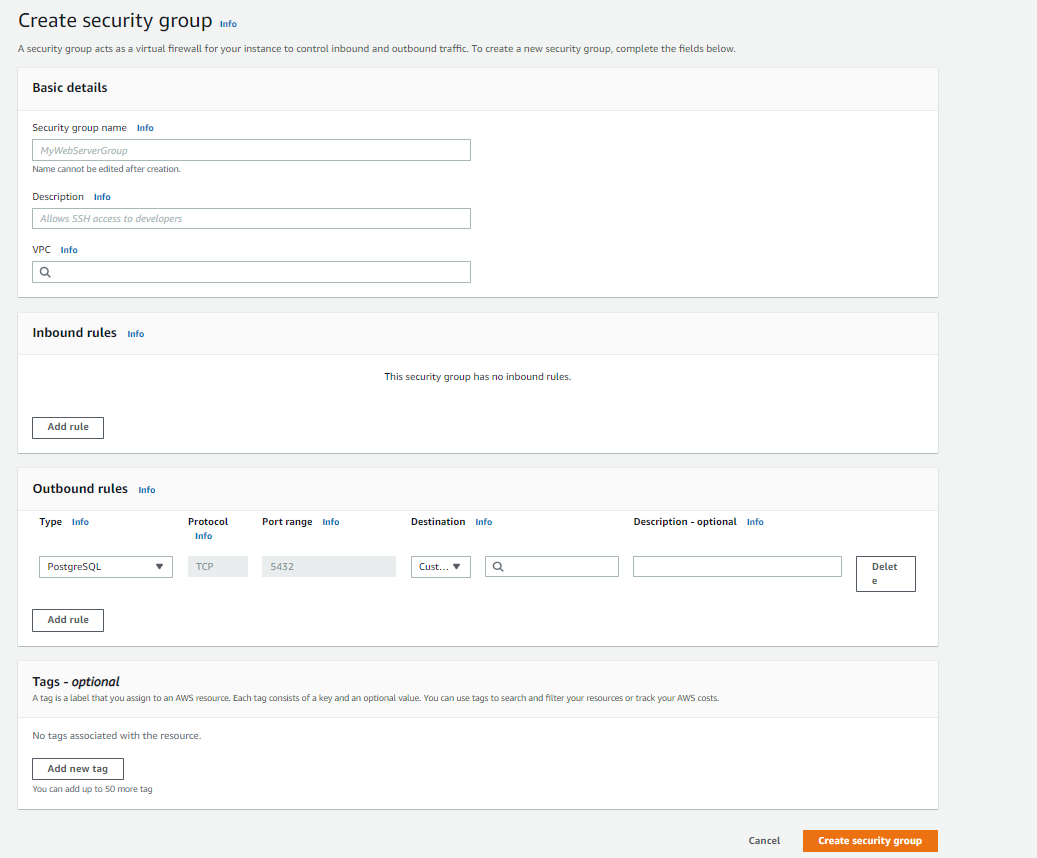 Create security group Info
A security group acts as a virtual firewall for your instance to control inbound and outbound traffic. To create a new security group, complete the fields below.
Basic details
Security group name Info
MyWebServerGroup
Name cannot be edited after creation.
Description Info
Allows SSH access to developers
VPC Info
Inbound rules Info
This security group has no inbound rules.
Add rule
Outbound rules Info
Type Info Protocol Info Port range Info Destination Info Description - optional Info
PostgreSQL TCP 5432 Cust... Delet
e
Add rule
Tags - optional
A tag is a label that you assign to an AWS resource. Each tag consists of a key and an optional value. You can use tags to search and filter your resources or track your AWS costs.
No tags associated with the resource.
Add new tag
You can add up to 50 more tag
Cancel Create security group